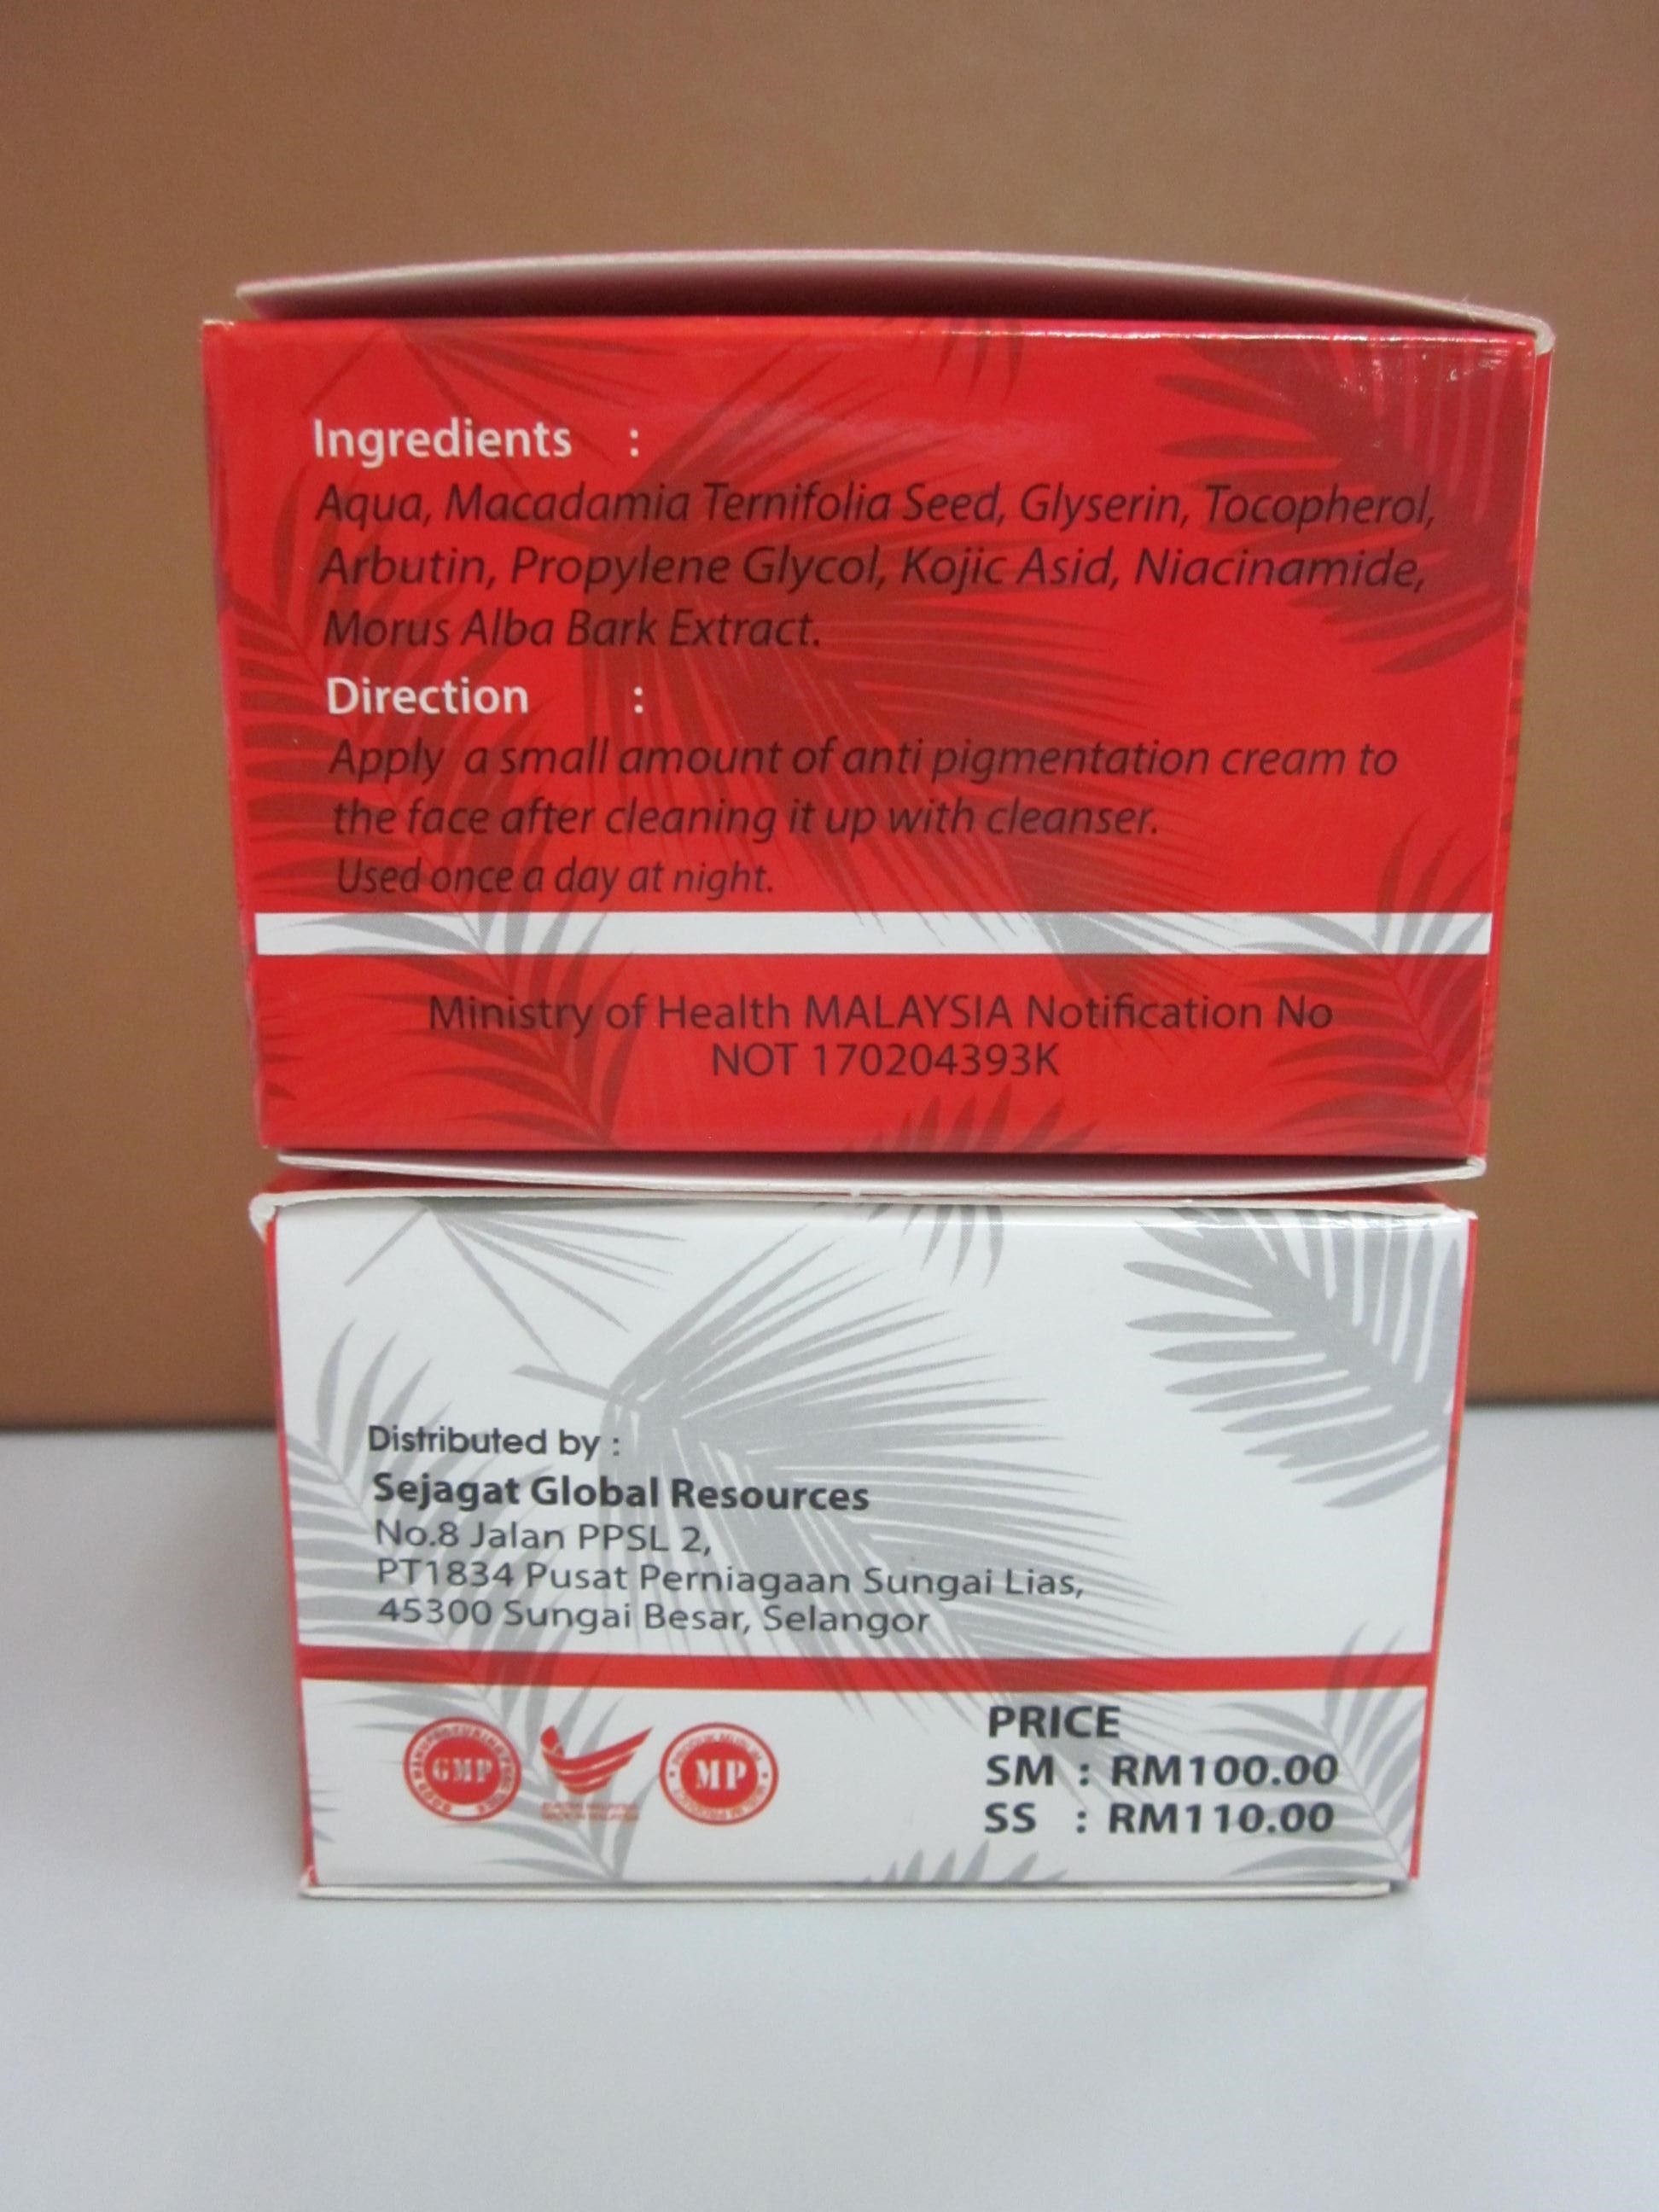 Ingredients :
Aqua, Macadamia Ternifolia Seed, Glyserin, Tocopherol,
Arbutin, Propylene Glycol, Kojic Asid, Niacinamide,
Morus Alba Bark Extract.
Direction :
Apply a small amount of anti pigmentation cream to
the face after cleaning it up with cleanser.
Used once a day at night.
Ministry of Health MALAYSIA Notification No
NOT 170204393K
Distributed by :
Sejagat Global Resources
No.8 Jalan PPSL 2,
PT1834 Pusat Perniagaan Sungai Lias,
45300 Sungai Besar, Selangor
GMP
MP
PRICE
SM : RM100.00
SS : RM110.00